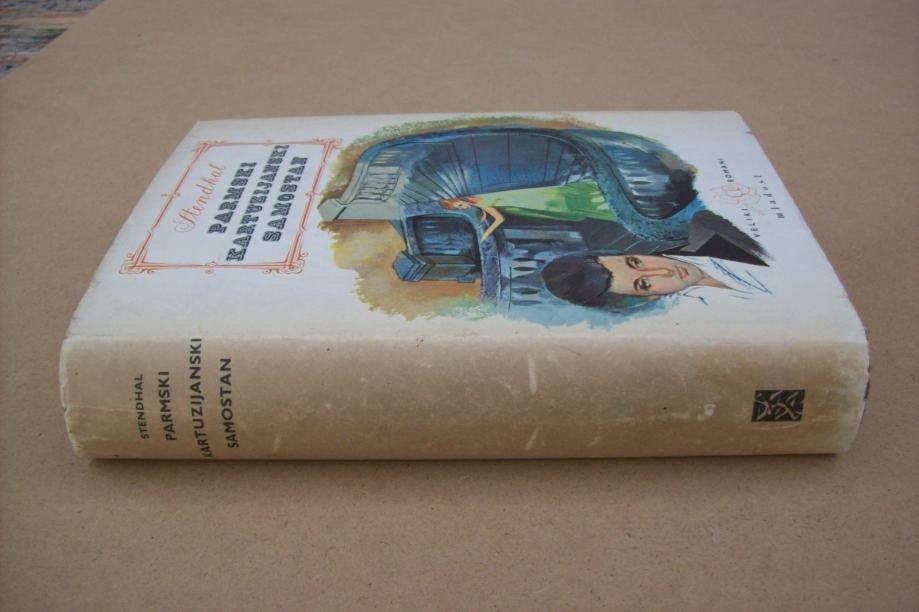 Stendhal
PARMSKI
KARTUZIJANSKI
SAMOSTAN
VELIKI ROMANI
mladost
STENDHAL
PARMSKI
KARTUZIJANSKI
SAMOSTAN